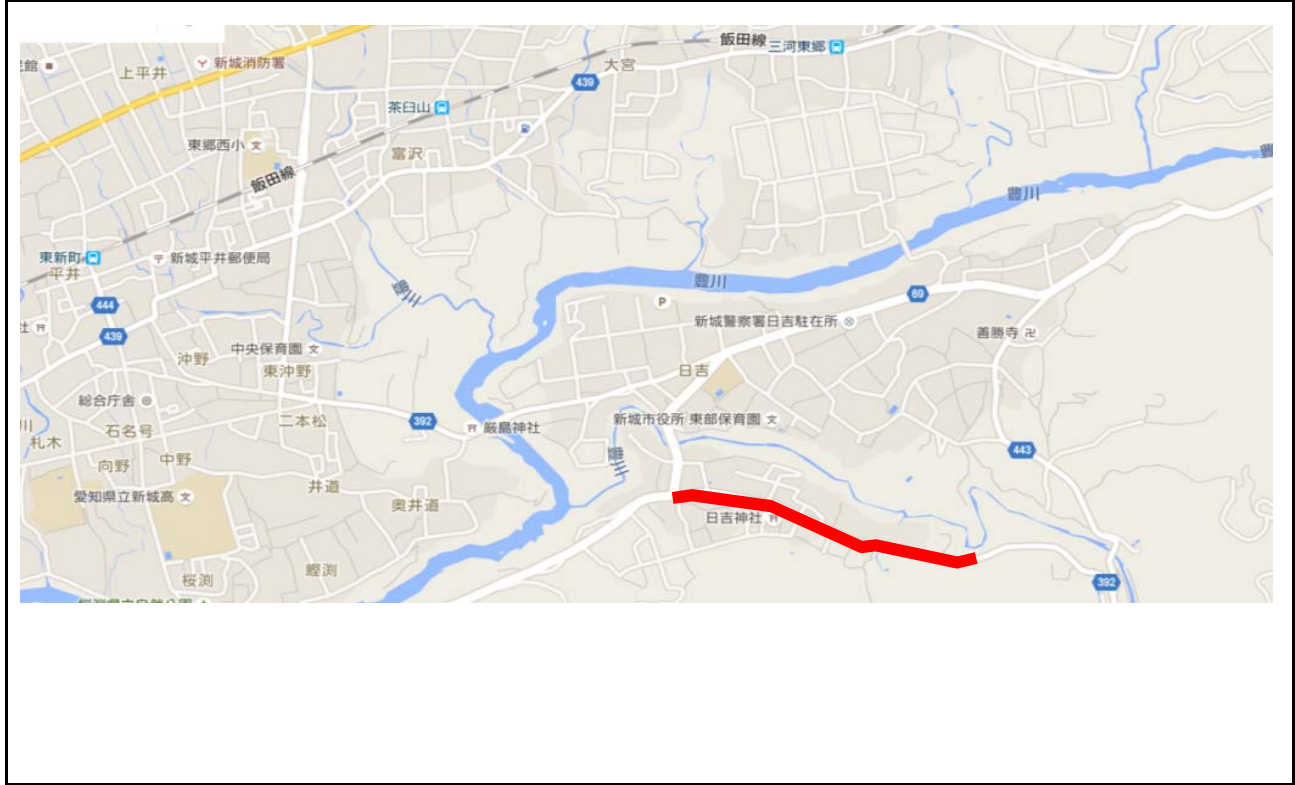 飯田線
三河東郷
館
上平井
新城消防署
大宮
439
茶臼山
東郷西小
富沢
飯田線
豊川
東新町
平井
新城平井郵便局
豊川
69
444
439
新城警察署日吉駐在所
善勝寺
中央保育園
沖野
東沖野
日吉
総合庁舎
392
厳島神社
新城市役所 東部保育園
二本松
札木
石名号
443
向野
中野
井道
愛知県立新城高
奥井道
日吉神社
桜渕
鰹渕
392